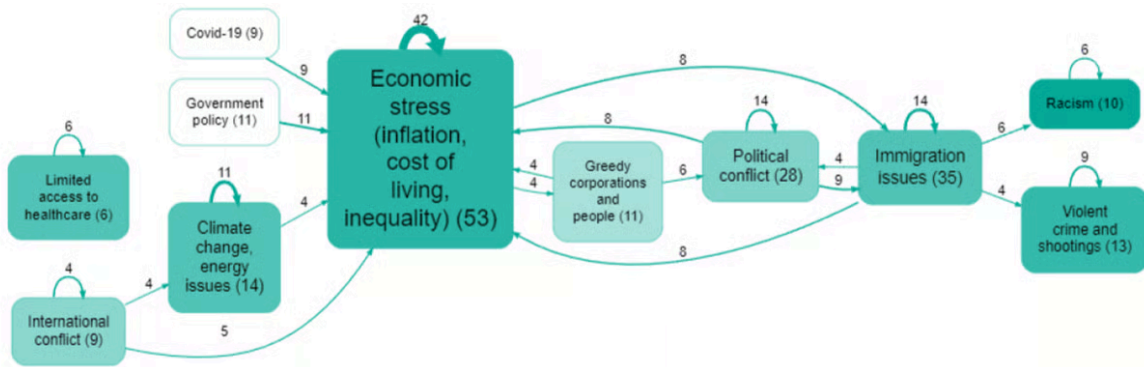 42
Covid-19 (9)
9
Government
policy (11)
11
Economic
stress
(inflation,
cost of
living,
inequality) (53)
8
6
Racism (10)
6
Limited
access to
healthcare (6)
11
Climate
change,
energy
issues (14)
4
4
4
Greedy
corporations
and
people (11)
6
8
14
Political
conflict (28)
4
9
14
Immigration
issues (35)
6
4
9
Violent
crime and
shootings (13)
8
4
International
conflict (9)
4
5